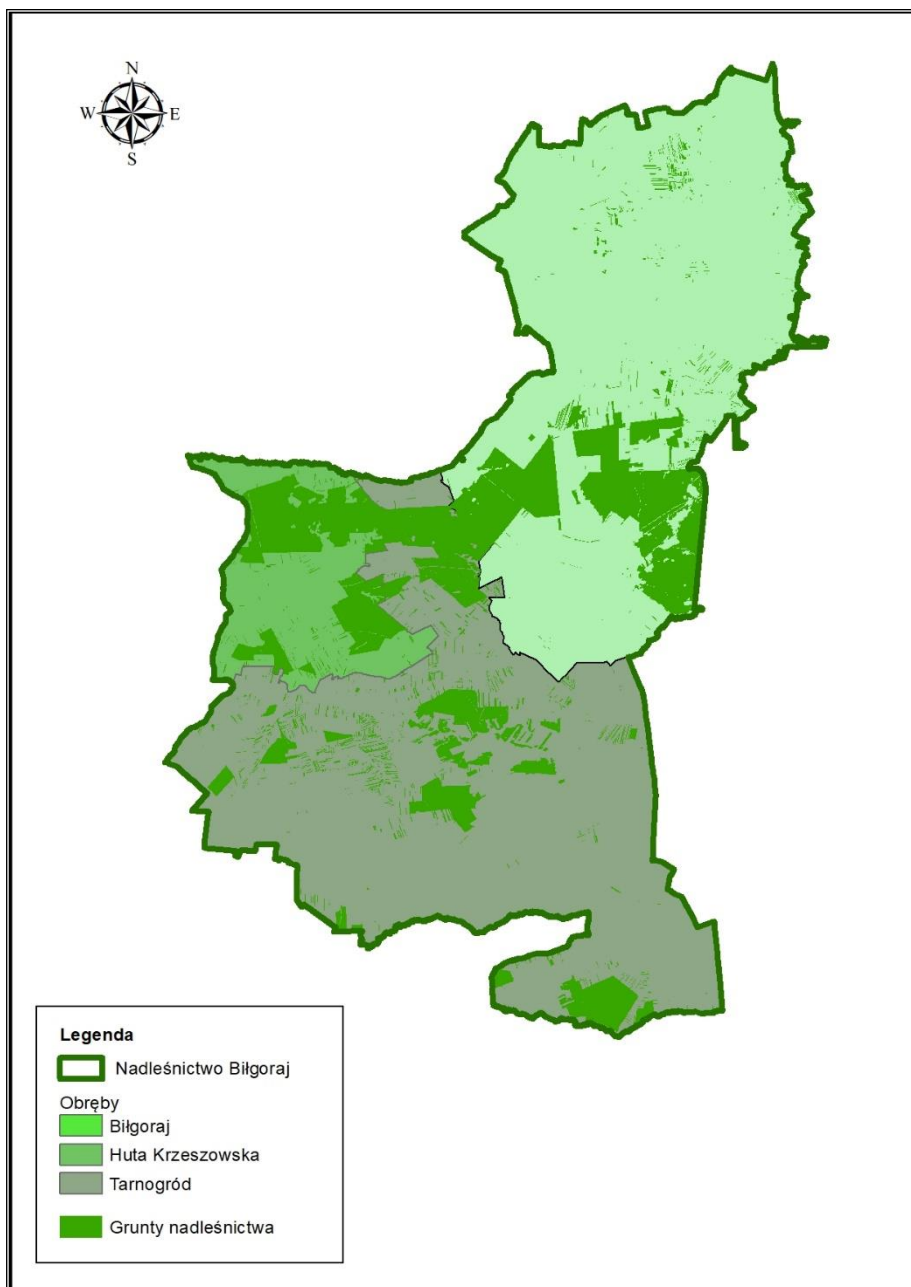 N
W E
S
Legenda
Nadleśnictwo Biłgoraj
Obręby
Biłgoraj
Huta Krzeszowska
Tarnogród
Grunty nadleśnictwa